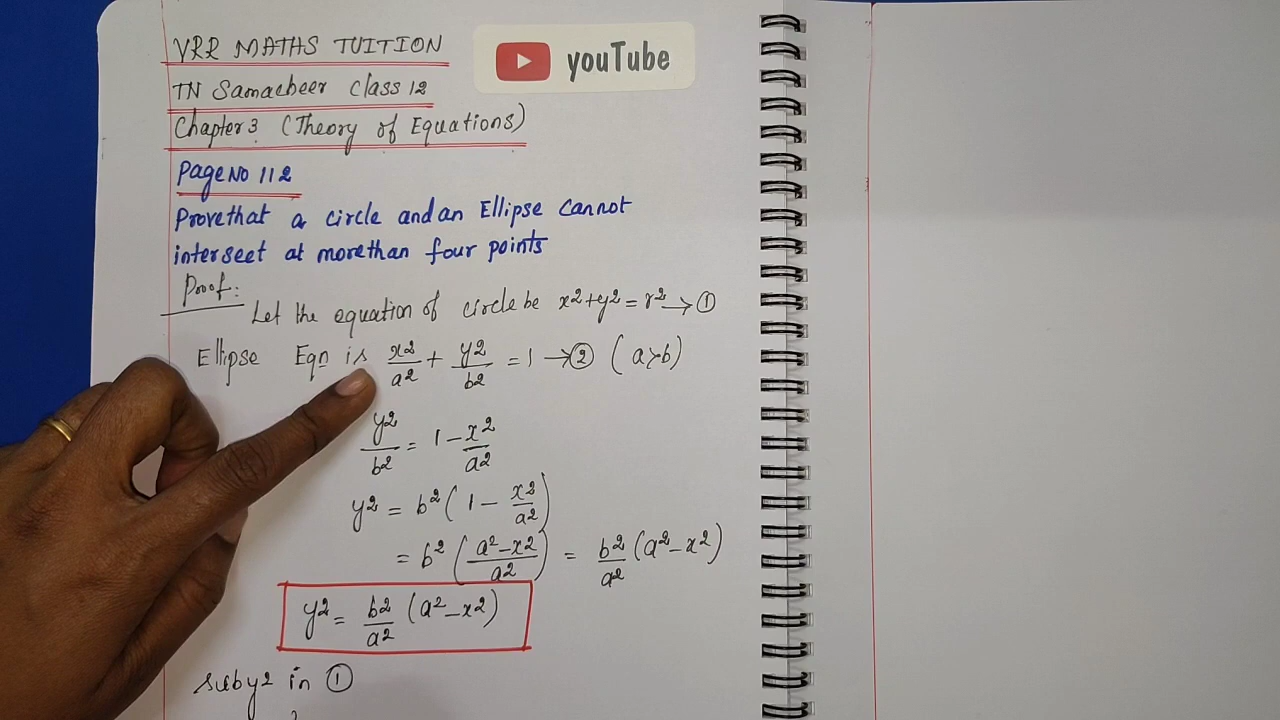 VRR MATHS TUITION
youTube
TN Samacheer Class 12
Chapter 3 (Theory of Equations)
Page No 112
Prove that a circle and an Ellipse cannot
intersect at more than four points
Proof:
Let the equation of circle be x²+y²=r² → ①
Ellipse Eqn is x²/a² + y²/b² = 1 → ② (a>b)
y²/b² = 1 - x²/a²
y² = b² (1 - x²/a²)
= b² (a²-x²/a²) = b²/a² (a²-x²)
y² = b²/a² (a²-x²)
sub y² in ①